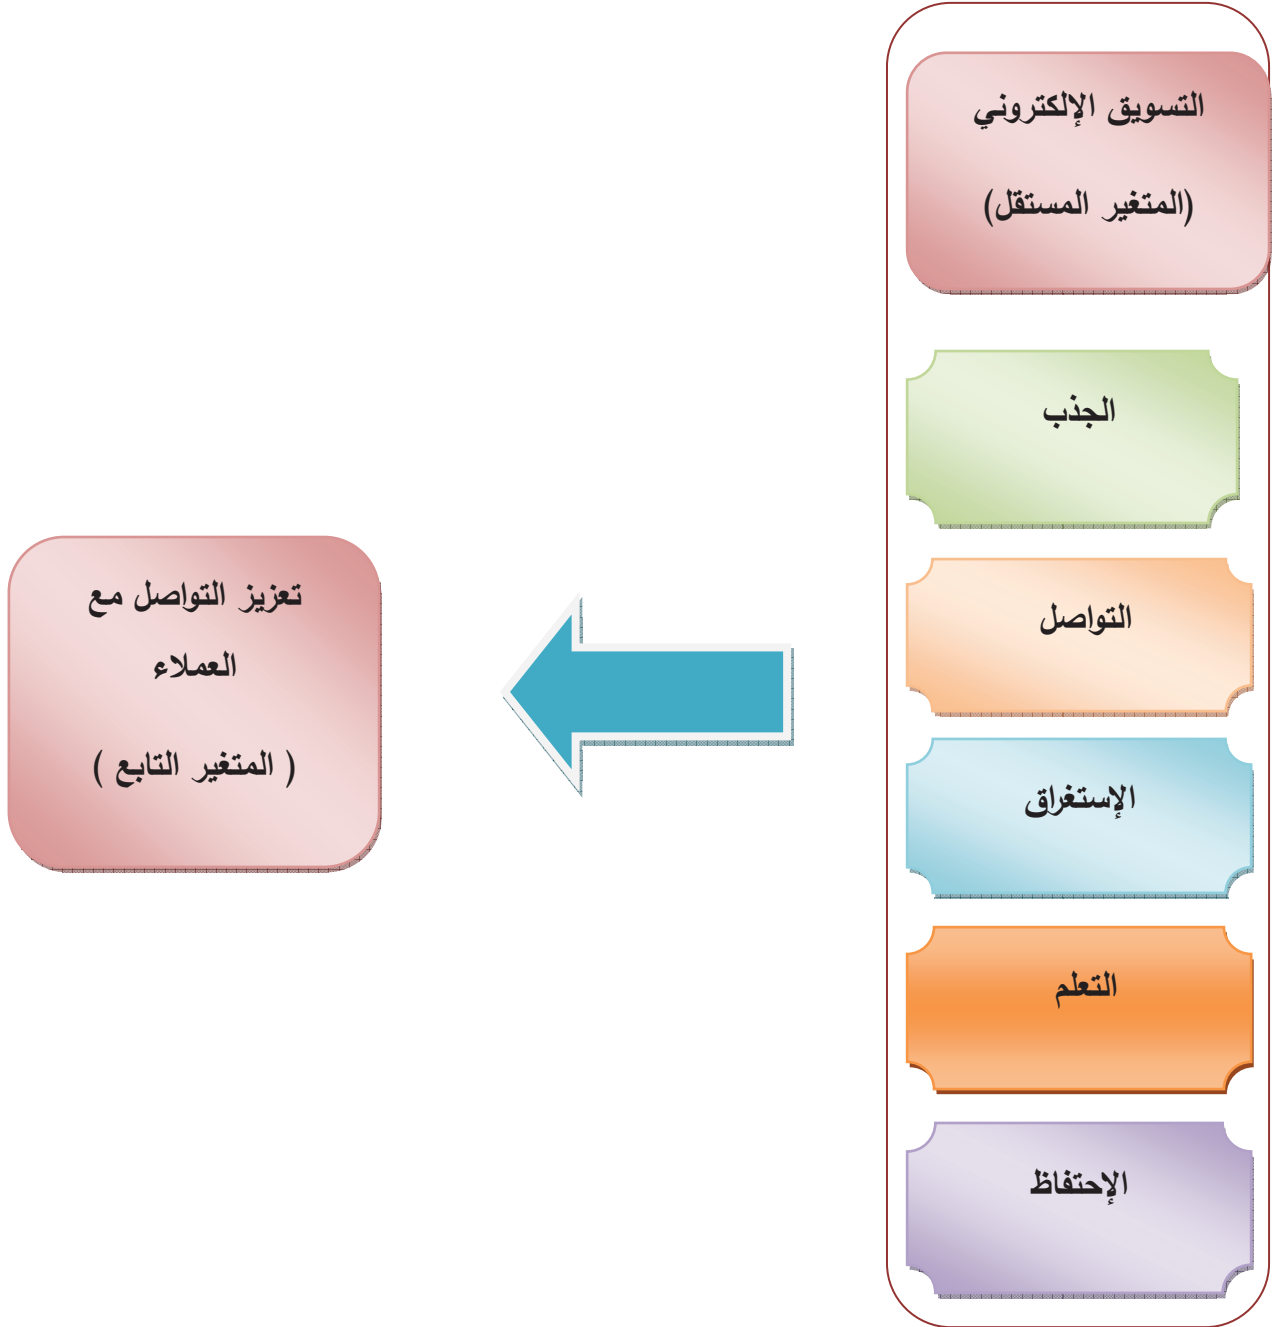 التسويق الإلكتروني
(المتغير المستقل)
الجذب
التواصل
الإستغراق
التعلم
الإحتفاظ
تعزيز التواصل مع
العملاء
( المتغير التابع )